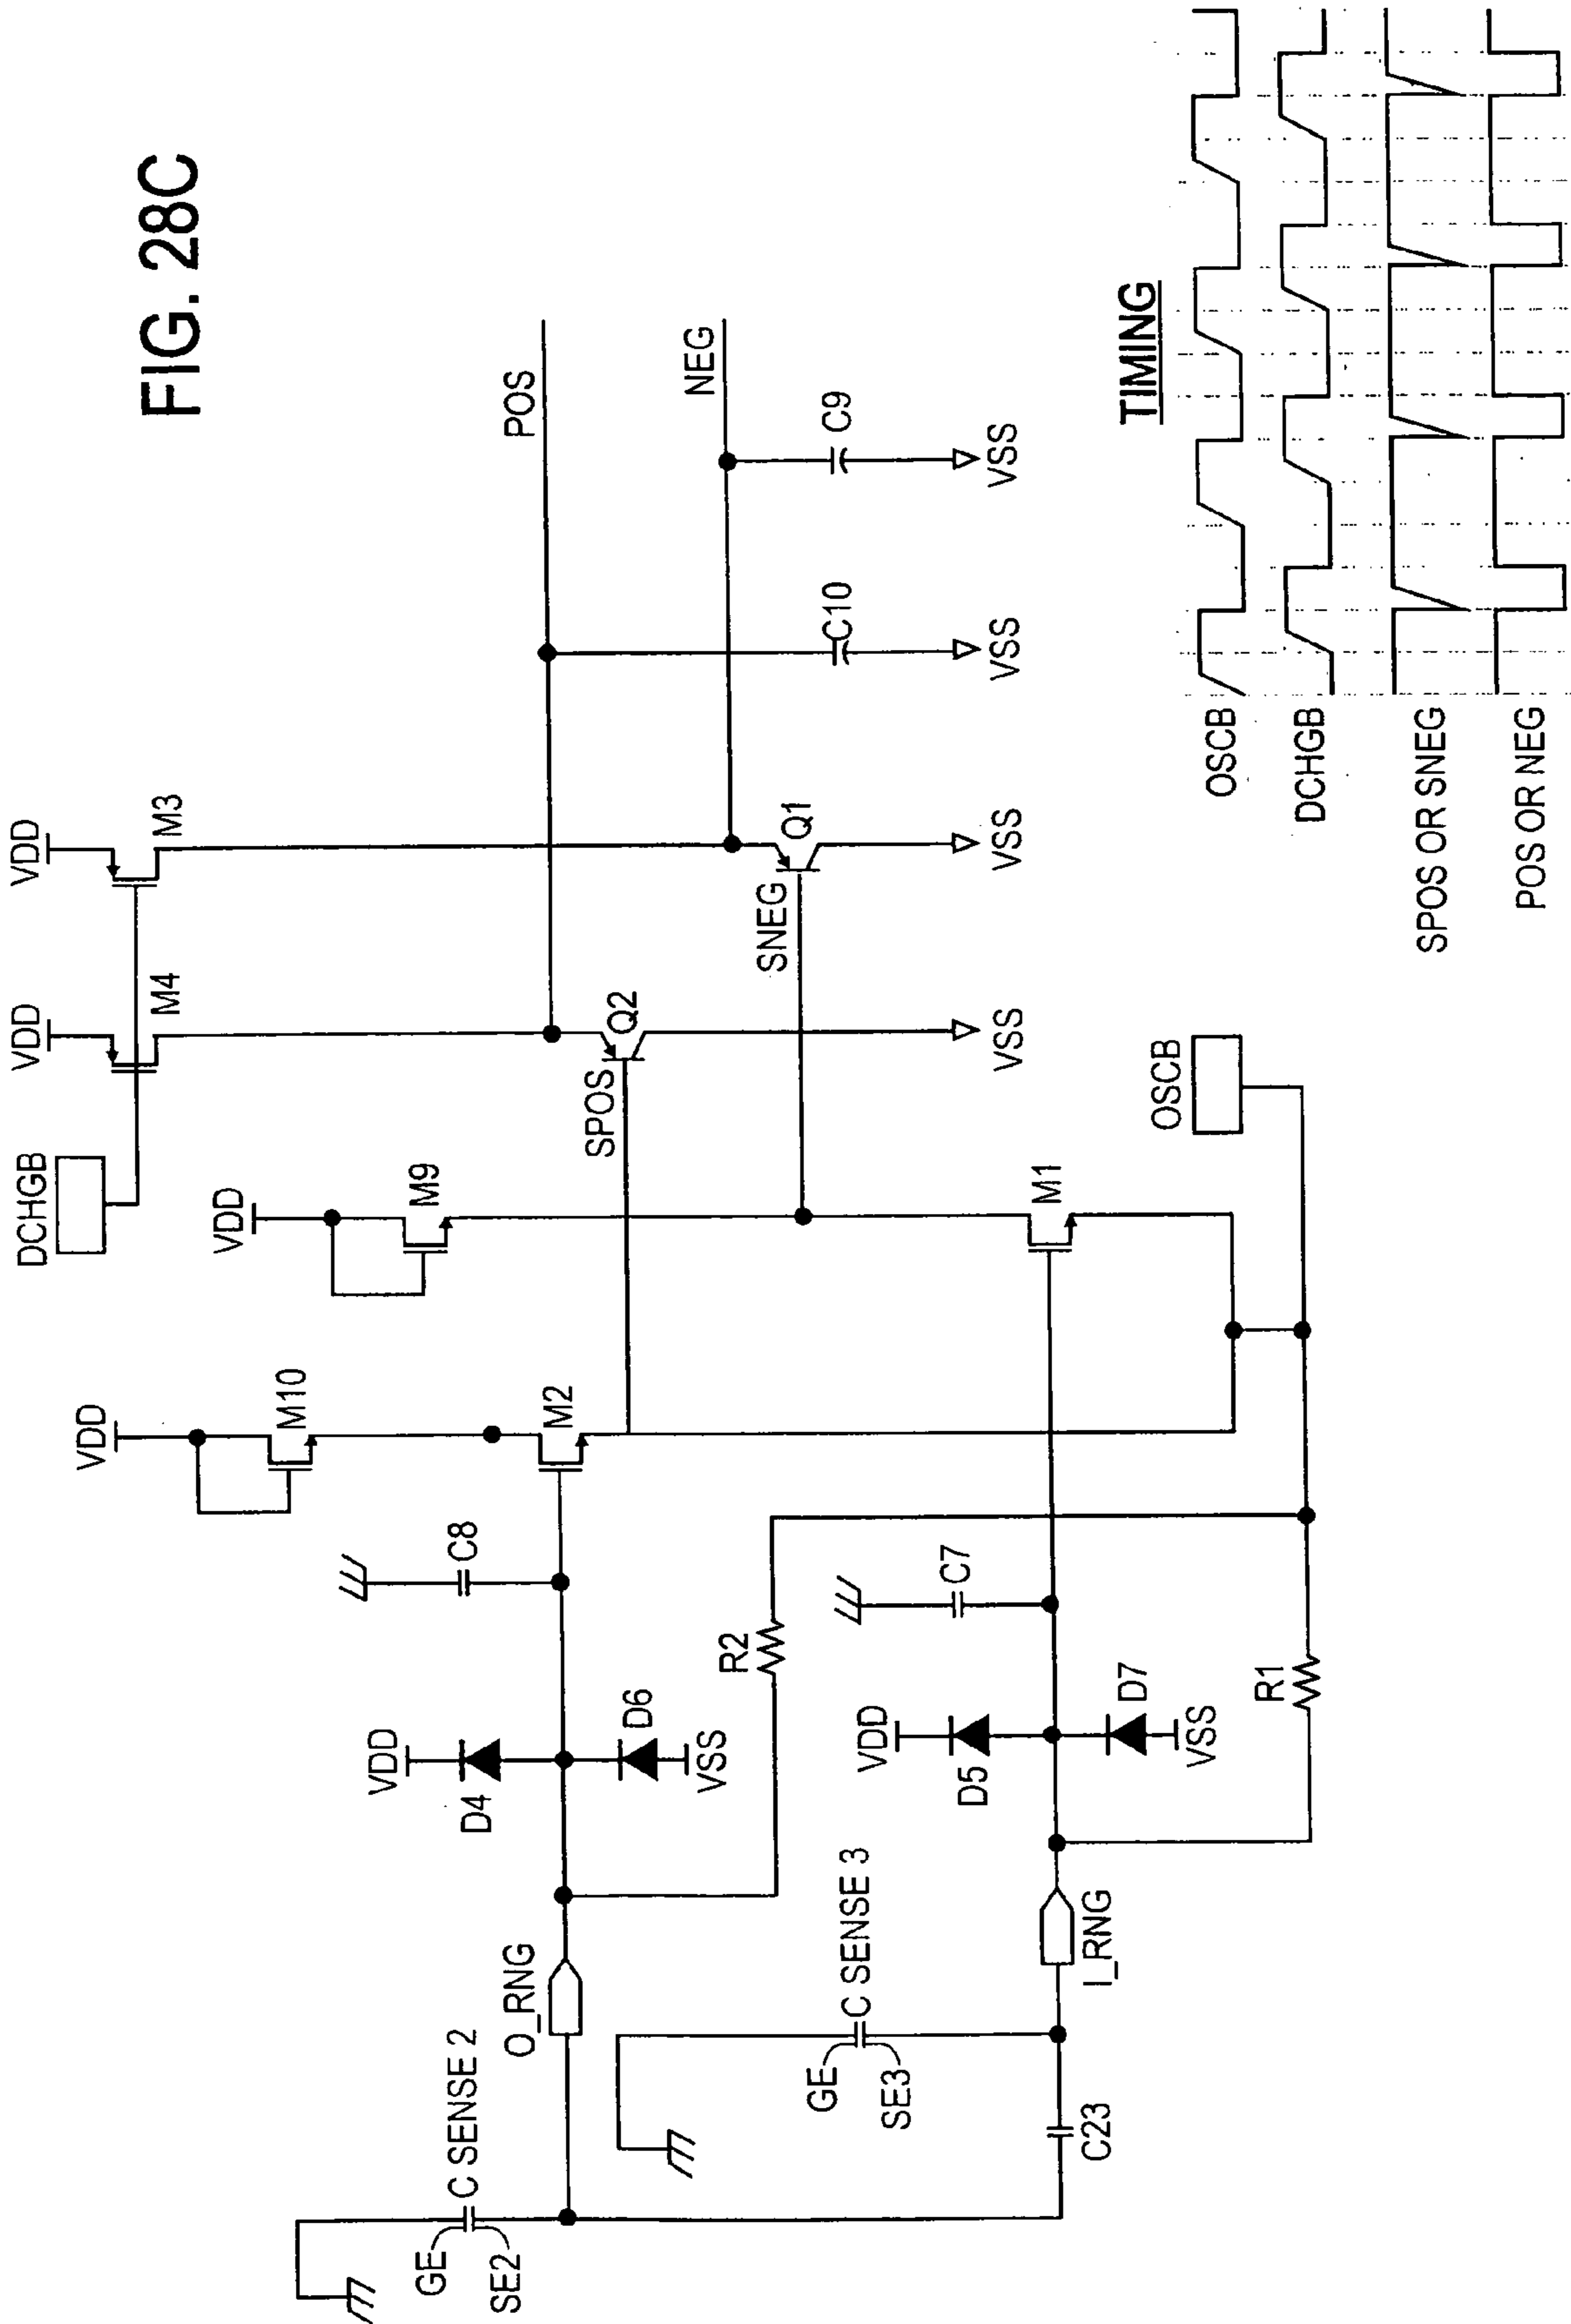 FIG. 28C
DCHGB
VDD
M4
VDD
M3
POS
NEG
VDD
M10
VDD
M9
SPOS
Q2
SNEG
Q1
C10
C9
VSS
VSS
VSS
VSS
GE
C SENSE 2
SE2
O_RNG
VDD
D4
D6
VSS
C8
M2
R2
GE
C SENSE 3
SE3
C23
I_RNG
VDD
D5
D7
VSS
C7
R1
M1
OSCB
TIMING
OSCB
DCHGB
SPOS OR SNEG
POS OR NEG